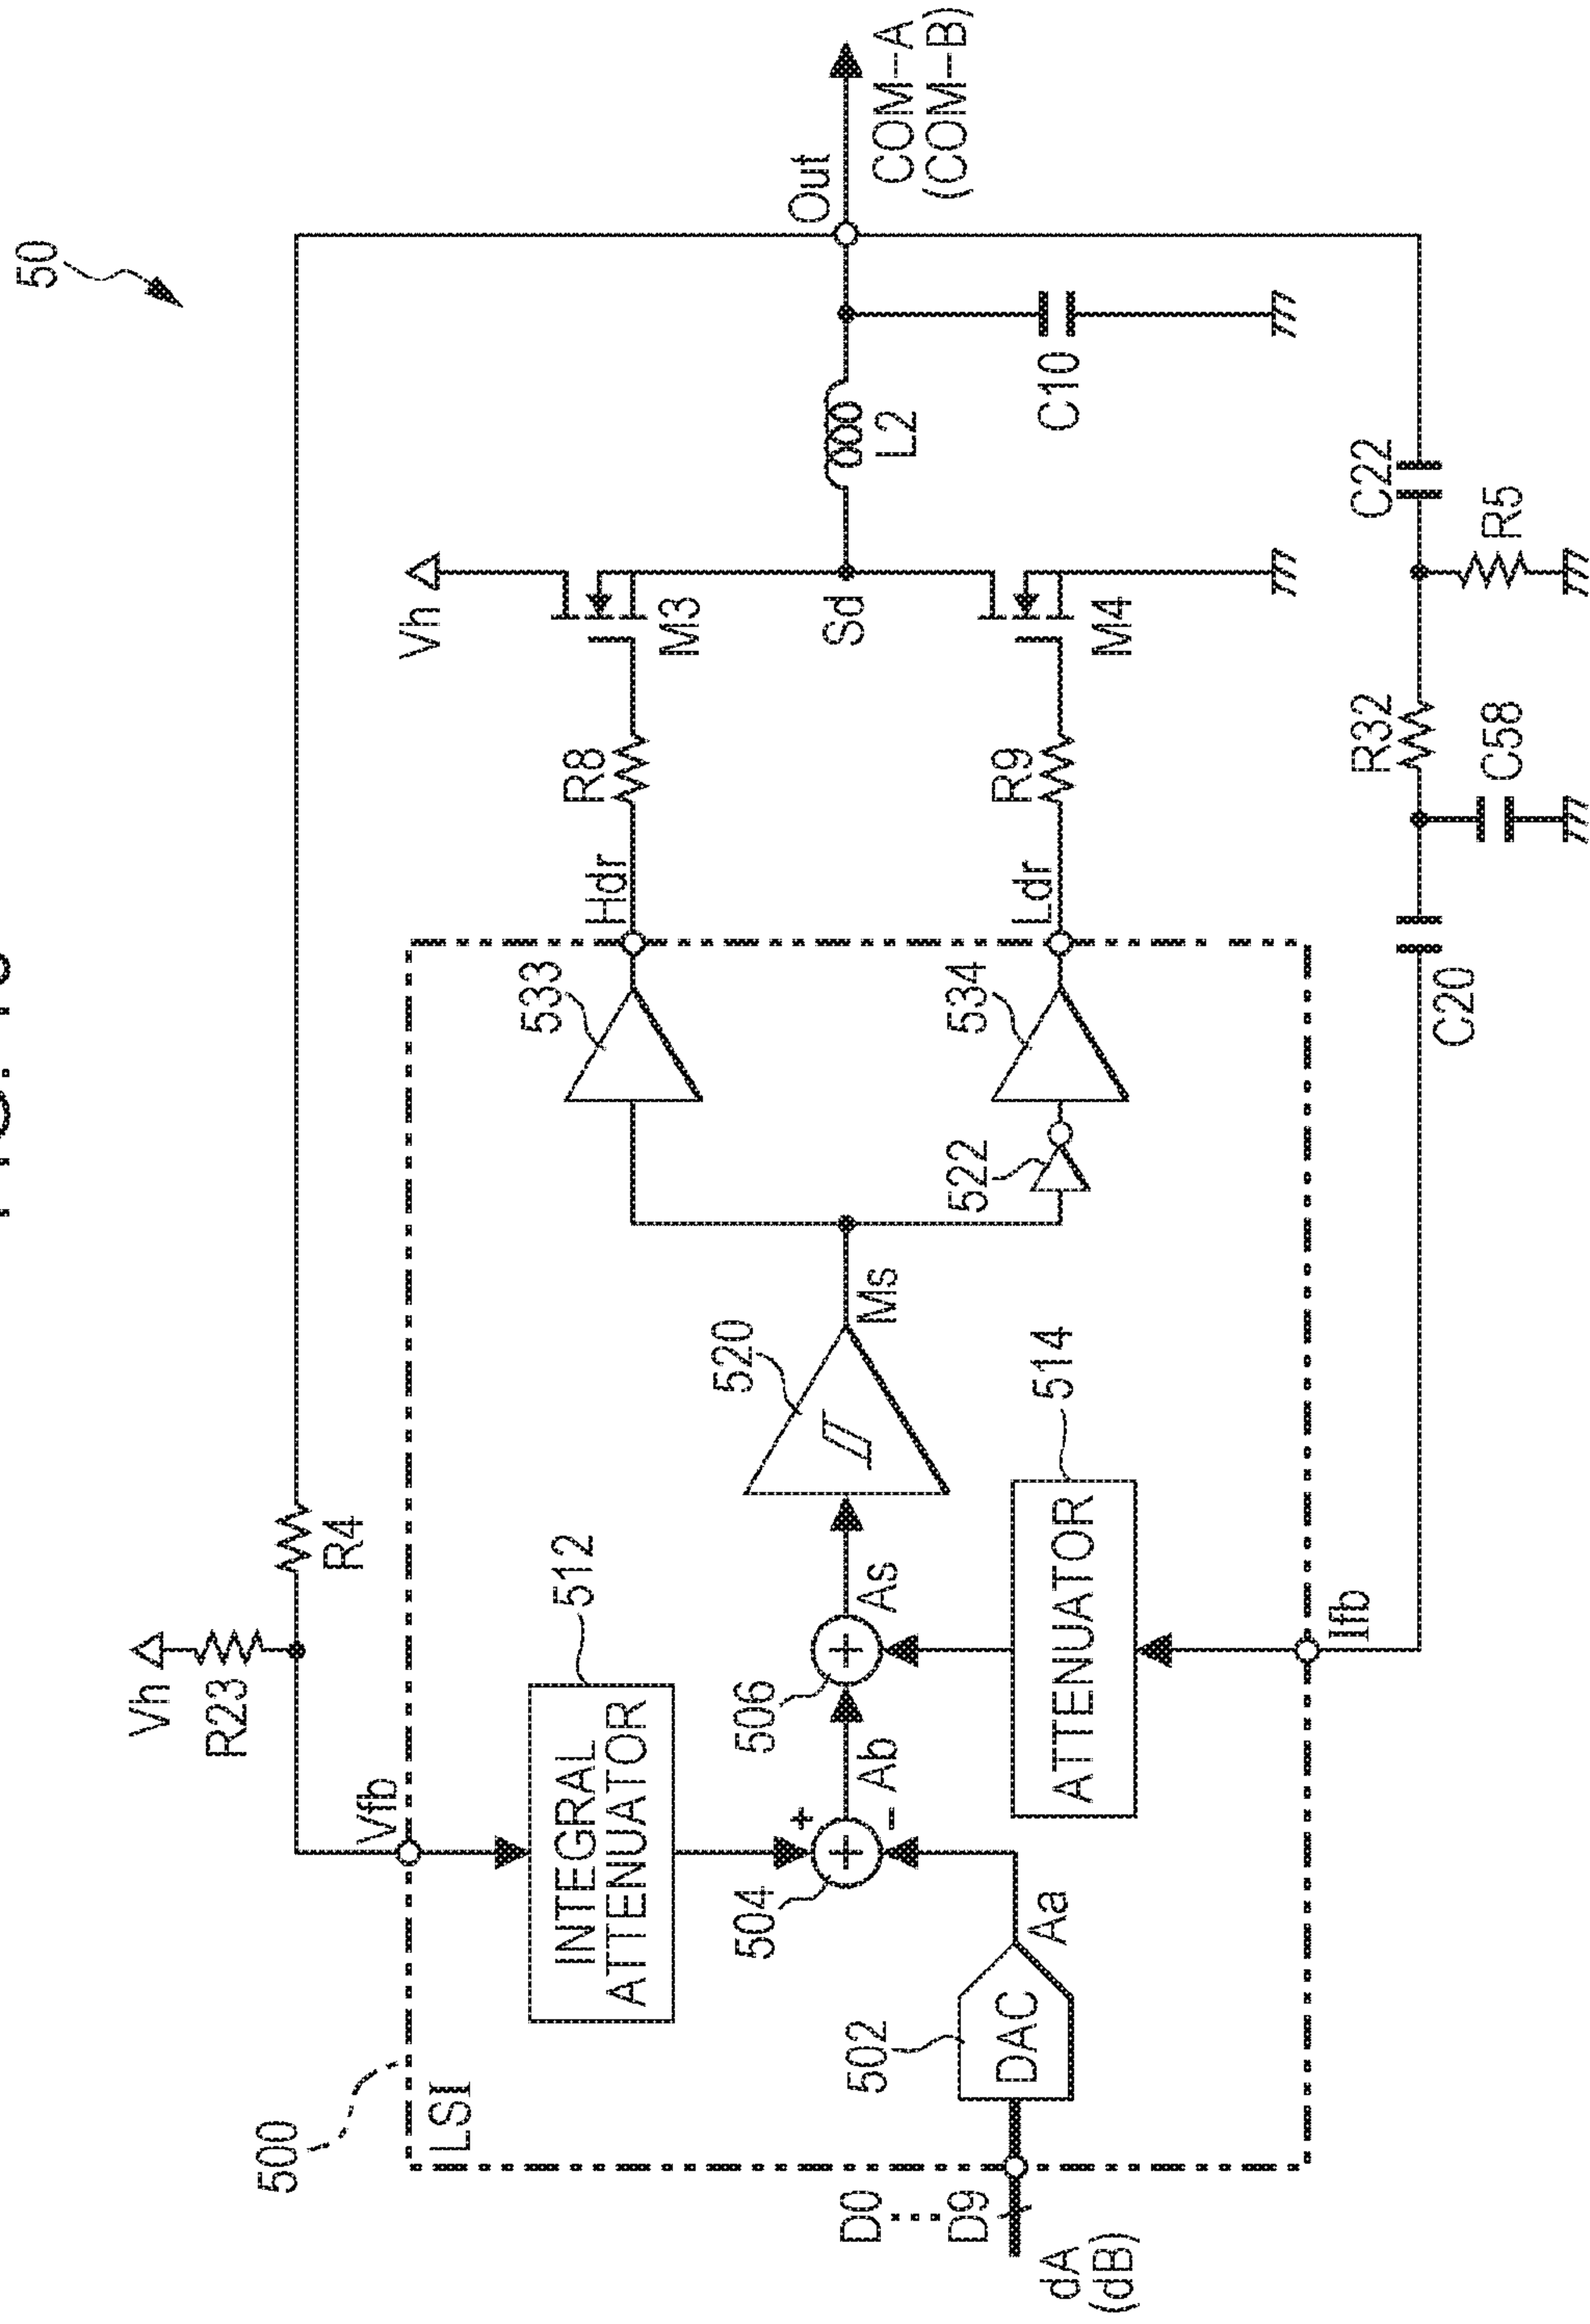 50
Vh
R23
R4
Vfb
500
LSI
INTEGRAL
ATTENUATOR
512
533
Hdr
R8
Vh
M3
Out
COM-A
(COM-B)
504
+
-
Ab
506
As
520
Ms
Sd
L2
C10
D0
D9
dA
(dB)
502
DAC
Aa
ATTENUATOR
514
522
534
Ldr
R9
M4
Ifb
C20
R32
C58
C22
R5